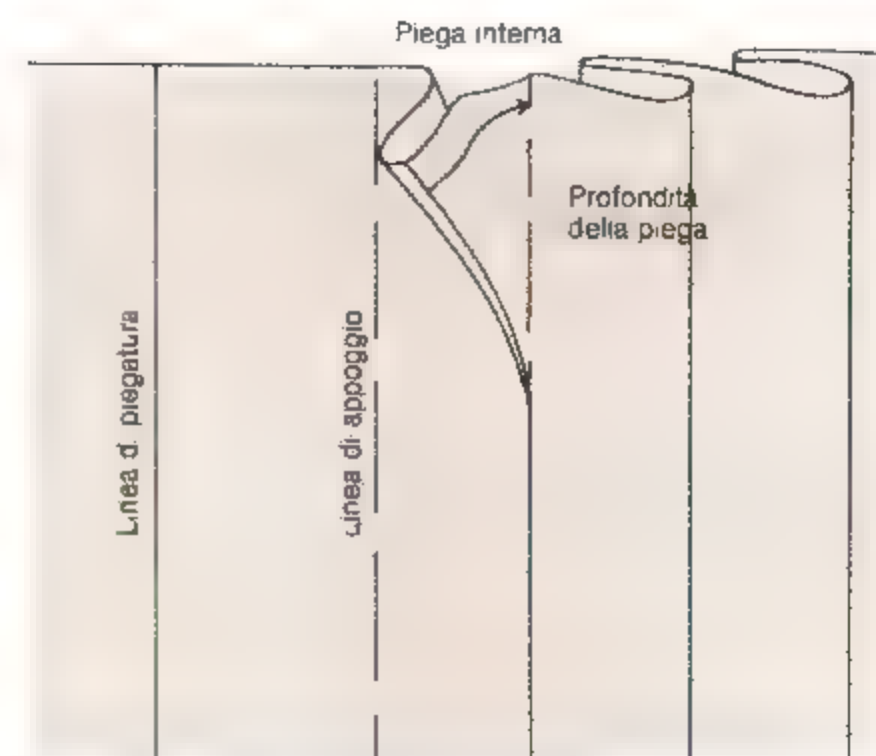 Piega interna
Profondità
della piega
Linea di piegatura
Linea di appoggio